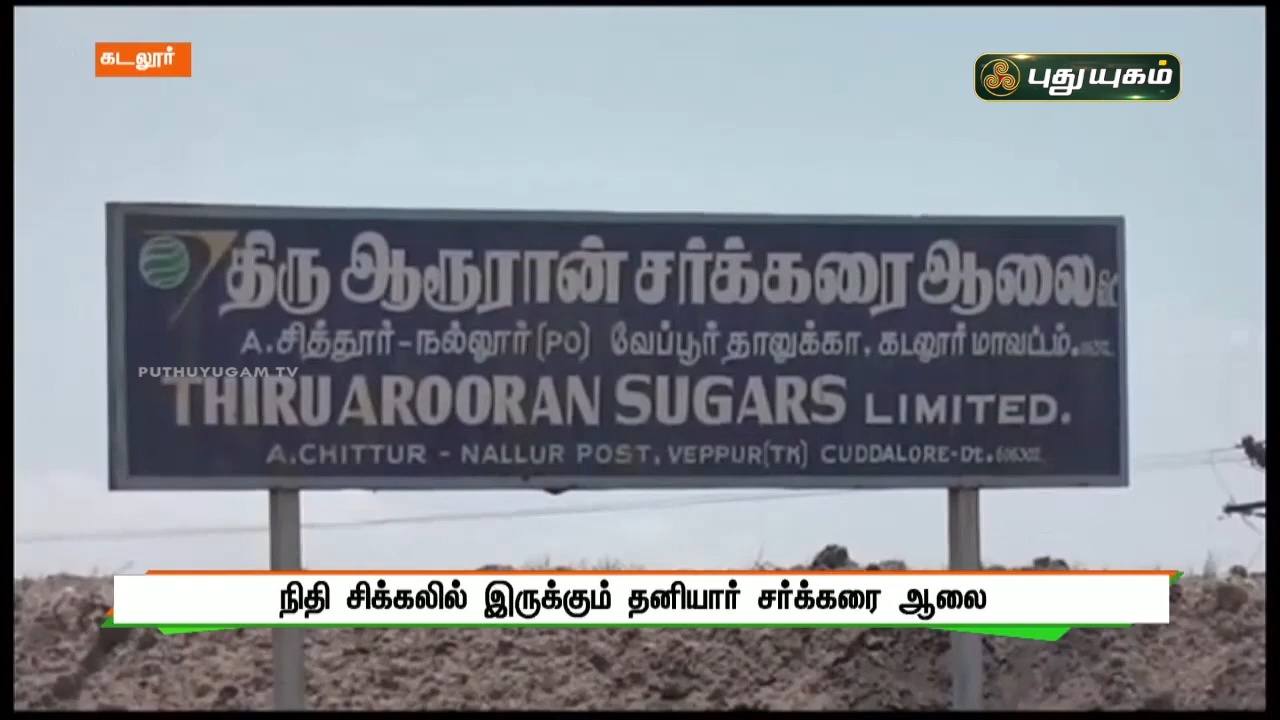 கடலூர்
புதுயுகம்
திரு ஆரூரான் சர்க்கரை ஆலை லிட்
A.சித்தூர் - நல்லூர் (PO) வேப்பூர் தாலுக்கா, கடலூர் மாவட்டம்.
PUTHUYUGAM TV
THIRU AROORAN SUGARS LIMITED.
A.CHITTUR - NALLUR POST, VEPPUR(TK) CUDDALORE-Dt.
நிதி சிக்கலில் இருக்கும் தனியார் சர்க்கரை ஆலை